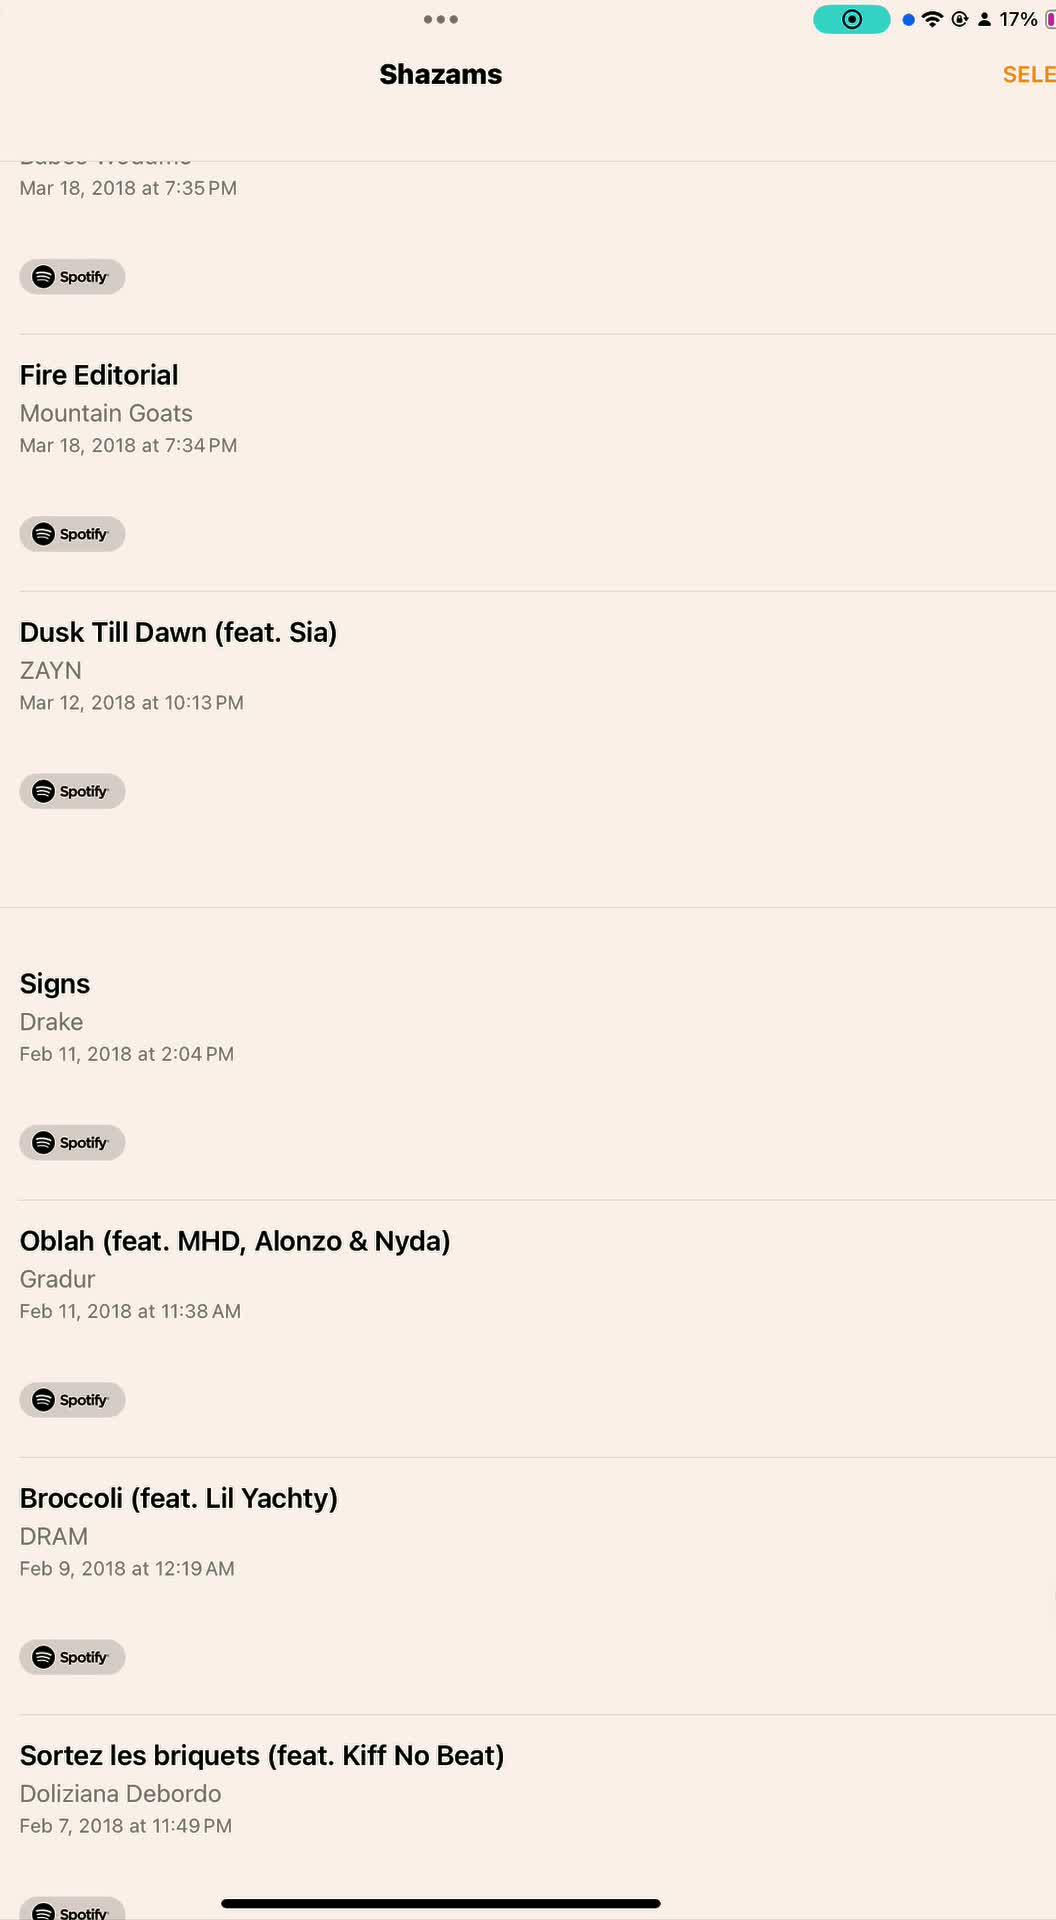 17%
Shazams
SELE
Mar 18, 2018 at 7:35 PM
Spotify
Fire Editorial
Mountain Goats
Mar 18, 2018 at 7:34 PM
Spotify
Dusk Till Dawn (feat. Sia)
ZAYN
Mar 12, 2018 at 10:13 PM
Spotify
Signs
Drake
Feb 11, 2018 at 2:04 PM
Spotify
Oblah (feat. MHD, Alonzo & Nyda)
Gradur
Feb 11, 2018 at 11:38 AM
Spotify
Broccoli (feat. Lil Yachty)
DRAM
Feb 9, 2018 at 12:19 AM
Spotify
Sortez les briquets (feat. Kiff No Beat)
Doliziana Debordo
Feb 7, 2018 at 11:49 PM
Spotify